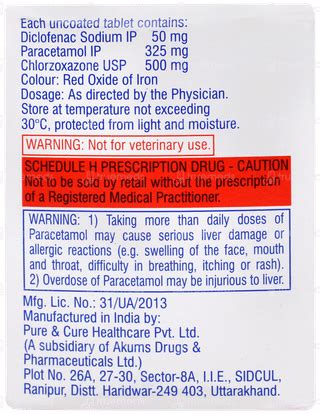 Each uncoated tablet contains:
Diclofenac Sodium IP 50 mg
Paracetamol IP 325 mg
Chlorzoxazone USP 500 mg
Colour: Red Oxide of Iron
Dosage: As directed by the Physician.
Store at temperature not exceeding
30°C, protected from light and moisture.
WARNING: Not for veterinary use.
SCHEDULE H PRESCRIPTION DRUG - CAUTION
Not to be sold by retail without the prescription
of a Registered Medical Practitioner.
WARNING: 1) Taking more than daily doses of
Paracetamol may cause serious liver damage or
allergic reactions (e.g. swelling of the face, mouth
and throat, difficulty in breathing, itching or rash).
2) Overdose of Paracetamol may be injurious to liver.
Mfg. Lic. No.: 31/UA/2013
Manufactured in India by:
Pure & Cure Healthcare Pvt. Ltd.
(A subsidiary of Akums Drugs &
Pharmaceuticals Ltd.)
Plot No. 26A, 27-30, Sector-8A, I.I.E., SIDCUL,
Ranipur, Distt. Haridwar-249 403, Uttarakhand.